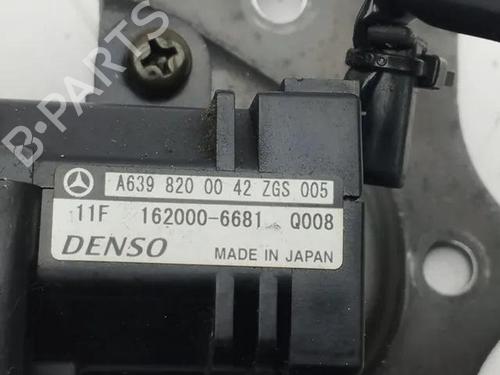 B-PARTS
A639 820 00 42 ZGS 005
11F 162000-6681 Q008
DENSO MADE IN JAPAN